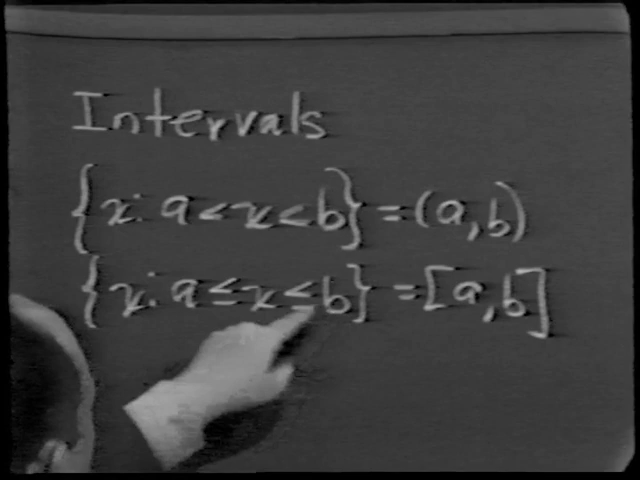 Intervals
{x: a<x<b} = (a,b)
{x: a≤x≤b} = [a,b]